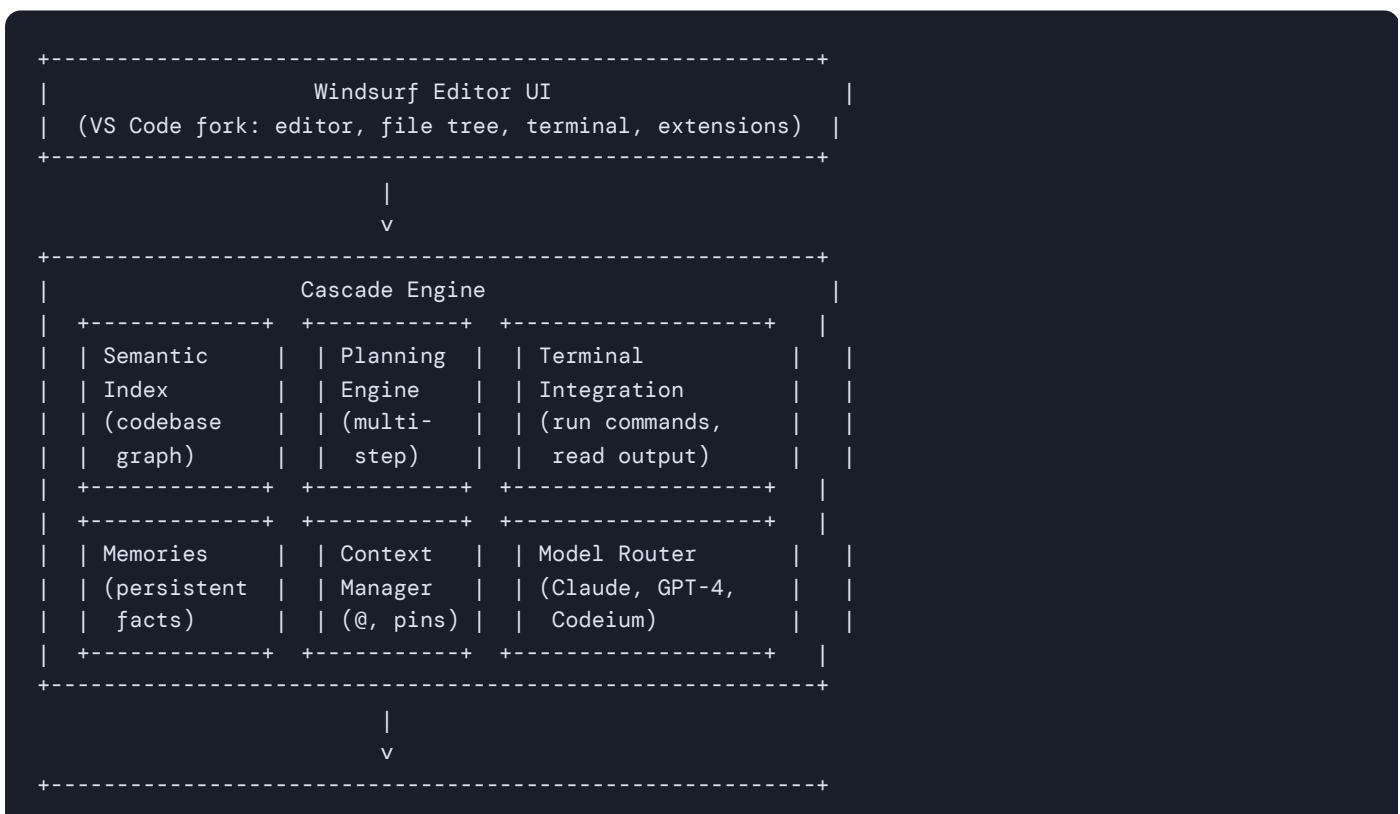 +-----------------------------------------------------------+
|                    Windsurf Editor UI                      |
|  (VS Code fork: editor, file tree, terminal, extensions)  |
+-----------------------------------------------------------+
                          |
                          v
+-----------------------------------------------------------+
|                   Cascade Engine                          |
|  +-------------+  +-----------+  +-------------------+   |
|  | Semantic     |  | Planning  |  | Terminal           |   |
|  | Index        |  | Engine    |  | Integration        |   |
|  | (codebase    |  | (multi-   |  | (run commands,     |   |
|  |  graph)      |  |  step)    |  |  read output)      |   |
|  +-------------+  +-----------+  +-------------------+   |
|  +-------------+  +-----------+  +-------------------+   |
|  | Memories     |  | Context   |  | Model Router       |   |
|  | (persistent  |  | Manager   |  | (Claude, GPT-4,    |   |
|  |  facts)      |  | (@, pins) |  |  Codeium)          |   |
|  +-------------+  +-----------+  +-------------------+   |
+-----------------------------------------------------------+
                          |
                          v
+-----------------------------------------------------------+